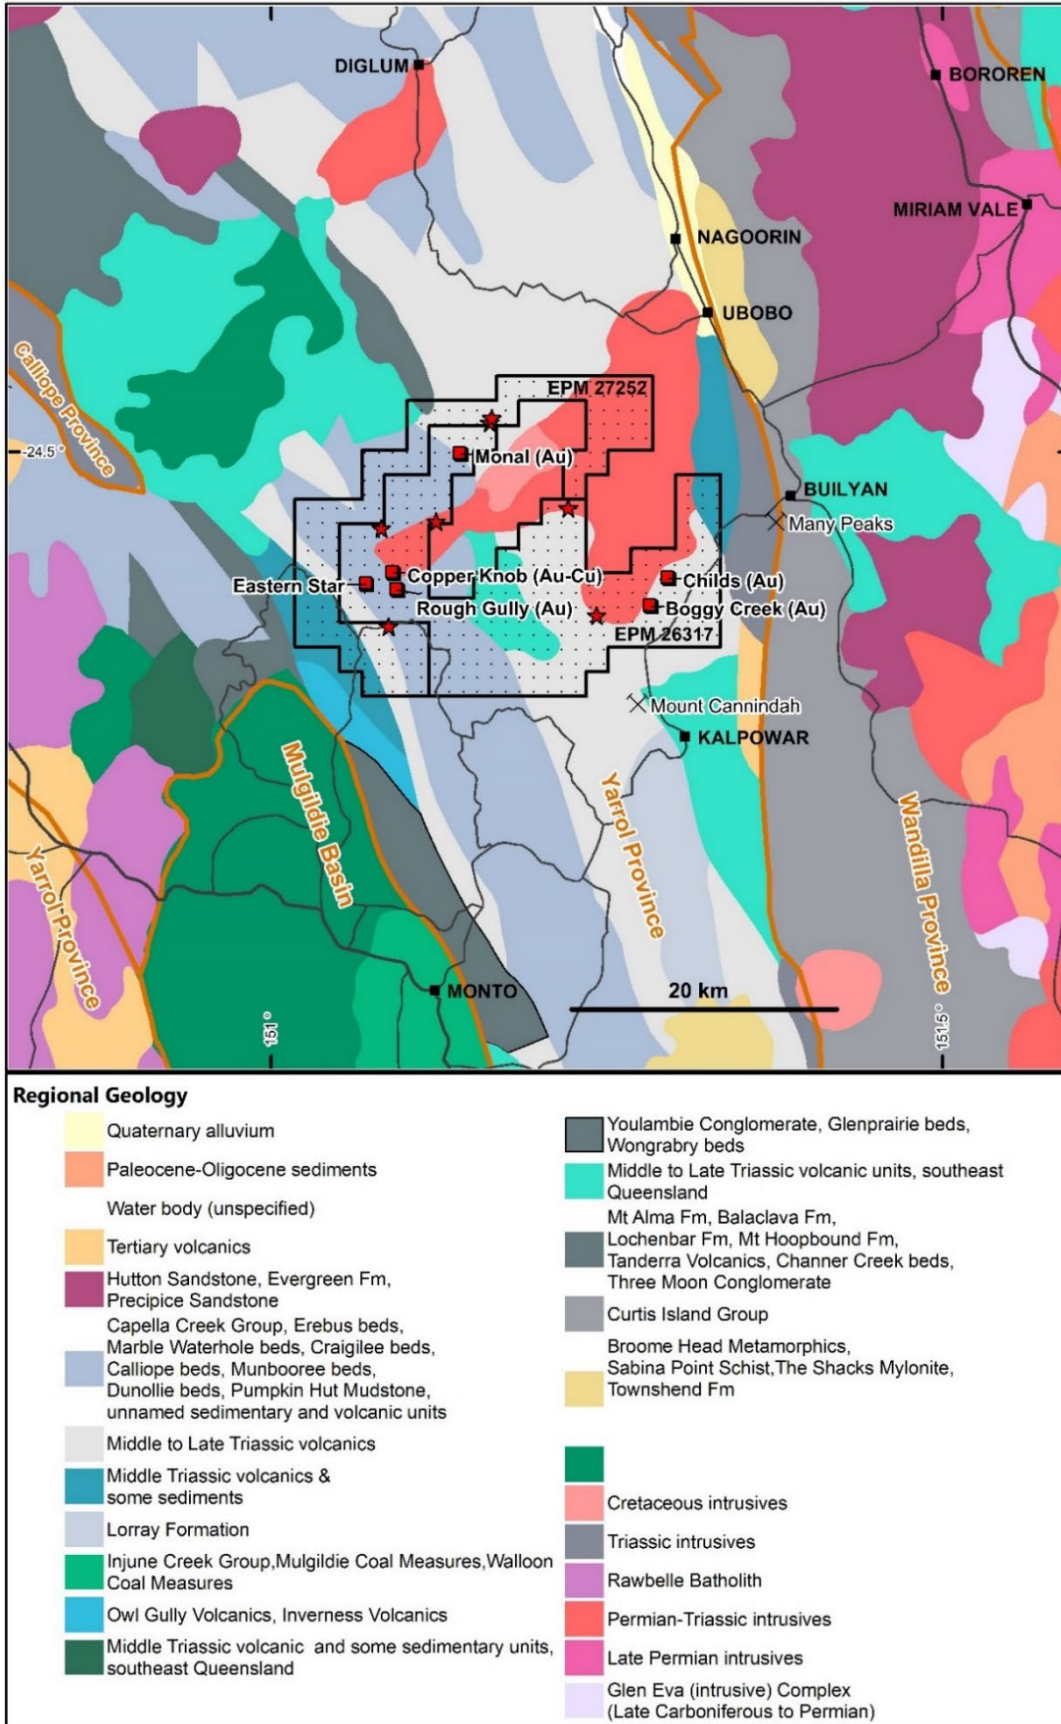 DIGLUM
BOROREN
MIRIAM VALE
NAGOORIN
UBOBO
Calliope Province
EPM 27252
-24.5°
Monal (Au)
BUILYAN
Many Peaks
Copper Knob (Au-Cu)
Childs (Au)
Eastern Star
Rough Gully (Au)
Boggy Creek (Au)
EPM 26317
Mount Cannindah
KALPOWAR
Mulgildie Basin
Yarrol Province
Wandilla Province
Yarrol Province
MONTO
20 km
151°
151.5°
Regional Geology
Quaternary alluvium
Paleocene-Oligocene sediments
Water body (unspecified)
Tertiary volcanics
Hutton Sandstone, Evergreen Fm,
Precipice Sandstone
Capella Creek Group, Erebus beds,
Marble Waterhole beds, Craigilee beds,
Calliope beds, Munbooree beds,
Dunollie beds, Pumpkin Hut Mudstone,
unnamed sedimentary and volcanic units
Middle to Late Triassic volcanics
Middle Triassic volcanics &
some sediments
Lorray Formation
Injune Creek Group,Mulgildie Coal Measures,Walloon
Coal Measures
Owl Gully Volcanics, Inverness Volcanics
Middle Triassic volcanic and some sedimentary units,
southeast Queensland
Youlambie Conglomerate, Glenprairie beds,
Wongrabry beds
Middle to Late Triassic volcanic units, southeast
Queensland
Mt Alma Fm, Balaclava Fm,
Lochenbar Fm, Mt Hoopbound Fm,
Tanderra Volcanics, Channer Creek beds,
Three Moon Conglomerate
Curtis Island Group
Broome Head Metamorphics,
Sabina Point Schist,The Shacks Mylonite,
Townshend Fm
Cretaceous intrusives
Triassic intrusives
Rawbelle Batholith
Permian-Triassic intrusives
Late Permian intrusives
Glen Eva (intrusive) Complex
(Late Carboniferous to Permian)